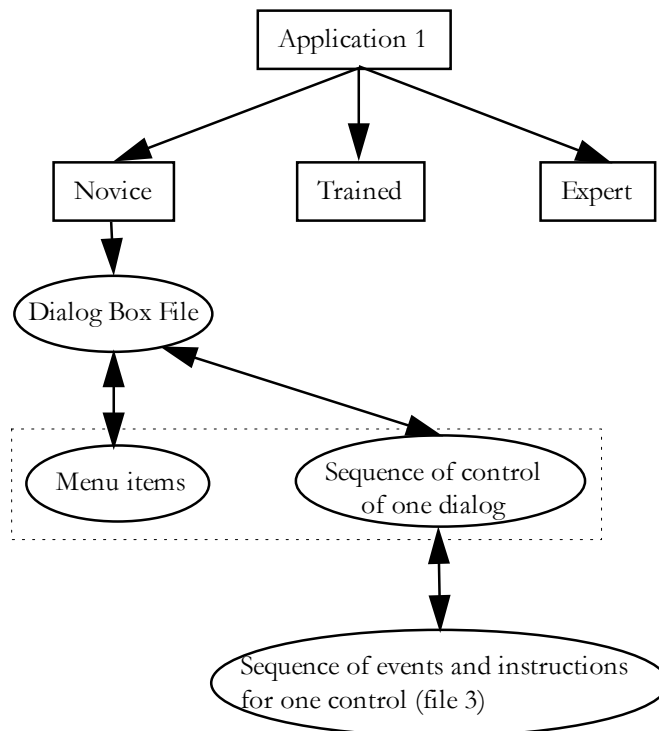 Application 1
Novice
Trained
Expert
Dialog Box File
Menu items
Sequence of control
of one dialog
Sequence of events and instructions
for one control (file 3)